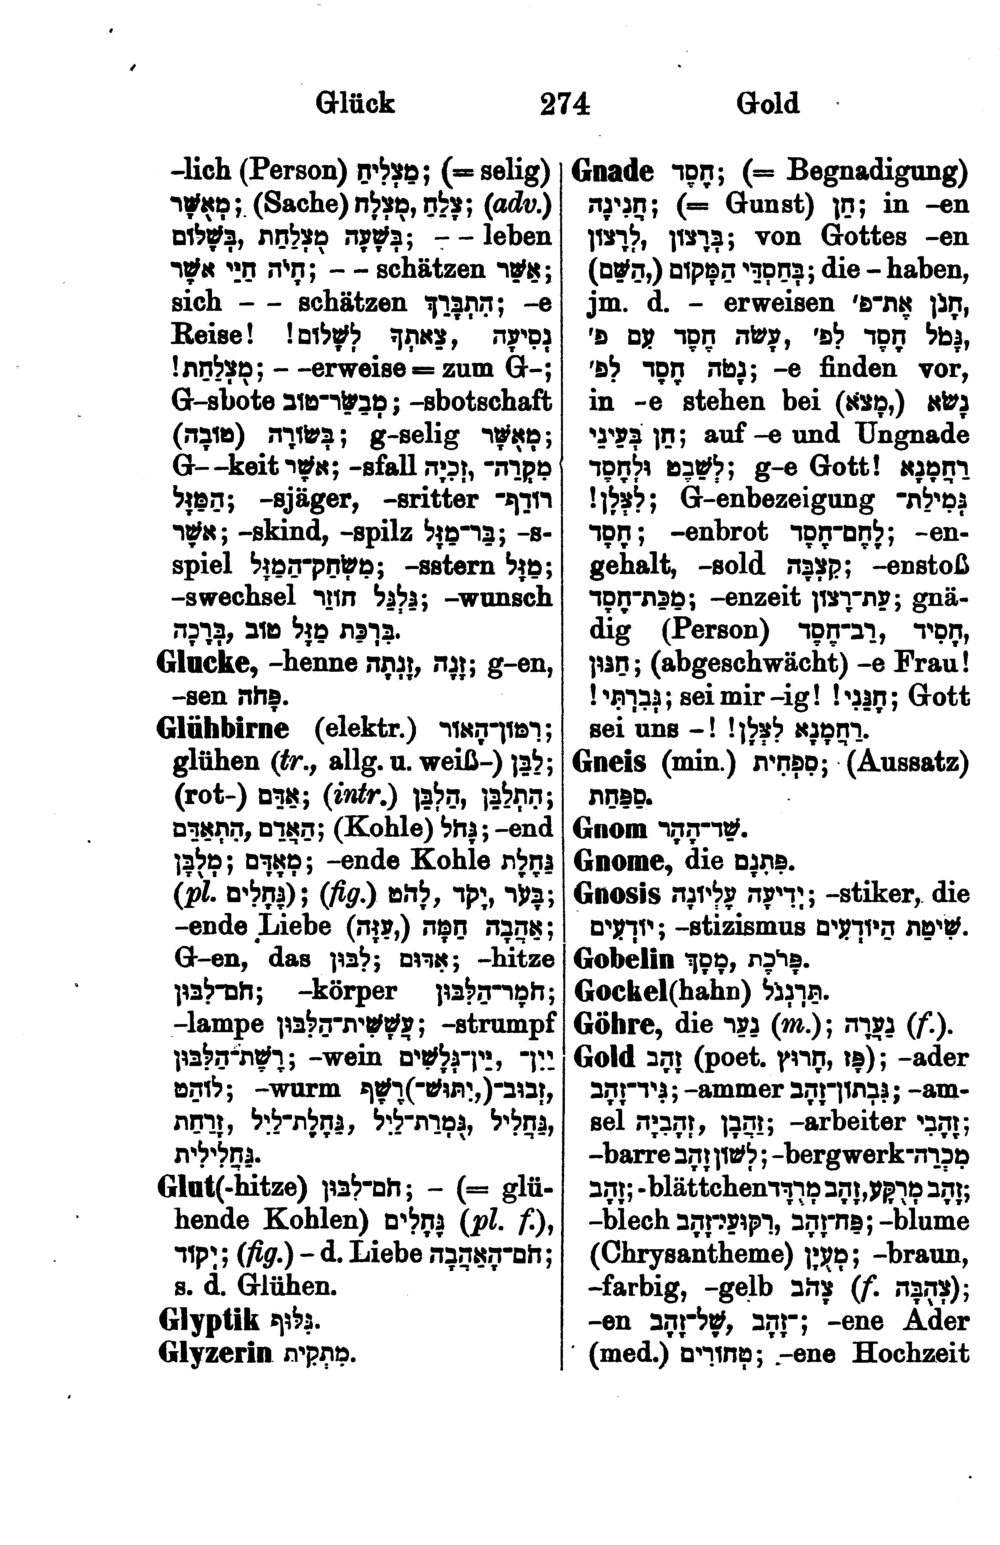 Glück 274 Gold
-lich (Person) מַצְלִיחַ; (= selig)
מְאֻשָּׁר; (Sache) צָלֵחַ, מֻצְלָח; (adv.)
בְּשָׁעָה מֻצְלַחַת, בְּשָׁלוֹם; - - leben
חָיֹה חַיֵּי אֹשֶׁר; - - schätzen אַשֵּׁר;
sich - - schätzen הִתְבָּרֵךְ; -e
Reise! נְסִיעָה, צֵאתְךָ לְשָׁלוֹם!
מֻצְלַחַת!; - -erweise = zum G-;
G-sbote מְבַשֵּׂר־טוֹב; -sbotschaft
בְּשׂוֹרָה (טוֹבָה); g-selig מְאֻשָּׁר;
G- -keit אֹשֶׁר; -sfall זְכִיָּה, מִקְרֵה־
הַמַּזָּל; -sjäger, -sritter רוֹדֵף־
אֹשֶׁר; -skind, -spilz בַּר־מַזָּל; -s-
spiel מִשְׂחַק־הַמַּזָּל; -sstern מַזָּל;
-swechsel גַּלְגַּל חוֹזֵר; -wunsch
בִּרְכַּת מַזָּל טוֹב, בְּרָכָה.
Glucke, -henne זָגָה, זַגְתָּה; g-en,
-sen פָּחֹה.
Glühbirne (elektr.) רִמּוֹן־הָאוֹר;
glühen (tr., allg. u. weiß-) לַבֵּן;
(rot-) אַדֵּם; (intr.) הִתְלַבֵּן, הַלְבֵּן,
הַאְדֵּם, הִתְאַדֵּם; (Kohle) גָּחֹל; -end
מְלֻבָּן; מְאָדָּם; -ende Kohle גַּחֶלֶת
(pl. גֶּחָלִים); (fig.) בָּעֹר, יָקֹד, לָהֹט;
-ende Liebe אַהֲבָה חַמָּה (עַזָּה,);
G-en, das לִבּוּן; אִדּוּם; -hitze
חֹם־לִבּוּן; -körper חֹמֶר־הַלִּבּוּן;
-lampe עֲשָׁשִׁית־הַלִּבּוּן; -strumpf
רֶשֶׁת־הַלִּבּוּן; -wein יֵין־גְּלָשִׁים, יַיִן־
לוֹהֵט; -wurm זְבוּב־(יַתּוּשׁ־,)רֶשֶׁף,
גַּחֲלִיל, גֻּמְרַת־לַיִל, גַּחֶלֶת־לַיִל, זָרַחַת,
גַּחֲלִילִית.
Glut(-hitze) חֹם־לִבּוּן; - (= glü-
hende Kohlen) גֶּחָלִים (pl. f.),
יְקוֹד; (fig.) - d. Liebe חֹם־הָאַהֲבָה;
s. d. Glühen.
Glyptik גִּלּוּף.
Glyzerin מִתְקִית.
Gnade חֶסֶד; (= Begnadigung)
חֲנִינָה; (= Gunst) חֵן; in -en
בְּרָצוֹן, לְרָצוֹן; von Gottes -en
בְּחַסְדֵי הַמָּקוֹם (הַשֵּׁם,); die - haben,
jm. d. - erweisen חָנֹן אֶת־פ',
גָּמֹל חֶסֶד לְפ', עָשֹׂה חֶסֶד עִם פ'
נָטֹה חֶסֶד לְפ'; -e finden vor,
in -e stehen bei נָשֹׂא (מָצֹא,)
חֵן בְּעֵינֵי; auf -e und Ungnade
לְשֵׁבֶט וּלְחֶסֶד; g-e Gott! רַחֲמָנָא
לִצְלָן!; G-enbezeigung גְּמִילַת־
חֶסֶד; -enbrot לֶחֶם־חֶסֶד; -en-
gehalt, -sold קִצְבָּה; -enstoß
מַכַּת־חֶסֶד; -enzeit עֵת־רָצוֹן; gnä-
dig (Person) חָסִיד, רַב־חֶסֶד,
חַנּוּן; (abgeschwächt) -e Frau!
גְּבִרְתִּי!; sei mir -ig! חָנֵּנִי!; Gott
sei uns -! רַחֲמָנָא לִצְלָן!.
Gneis (min.) סְפָחִית; (Aussatz)
סַפַּחַת.
Gnom שֵׁד־הָהָר.
Gnome, die פִּתְגָם.
Gnosis יְדִיעָה עֶלְיוֹנָה; -stiker, die
יוֹדְעִים; -stizismus שִׁיטַת הַיּוֹדְעִים.
Gobelin פָּרֹכֶת, מָסָךְ.
Gockel(hahn) תַּרְנְגֹל.
Göhre, die נַעַר (m.); נַעֲרָה (f.).
Gold זָהָב (poet. פָּז, חָרוּץ); -ader
גִּיד־זָהָב; -ammer גִּבְּתוֹן־זָהָב; -am-
sel זַהֲבָן, זְהָבִיָּה; -arbeiter זֶהָבִי;
-barre לְשׁוֹן זָהָב; -bergwerk מִכְרֵה־
זָהָב; -blättchen זָהָב מְרֻקָּע, זָהָב מְרֻדָּד;
-blech פַּח־זָהָב, רִקּוּעֵי־זָהָב; -blume
(Chrysantheme) מְעֻיָּן; -braun,
-farbig, -gelb צָהֹב (f. צְהֻבָּה);
-en זָהָב־, שֶׁל־זָהָב; -ene Ader
(med.) טְחוֹרִים; -ene Hochzeit